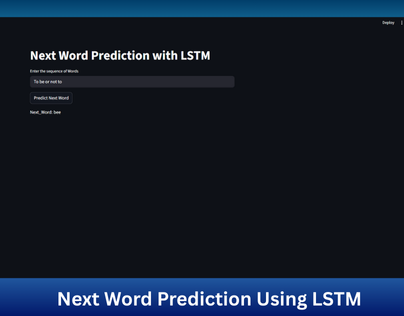 Deploy
Next Word Prediction with LSTM
Enter the sequence of Words
To be or not to
Predict Next Word
Next_Word: bee
Next Word Prediction Using LSTM